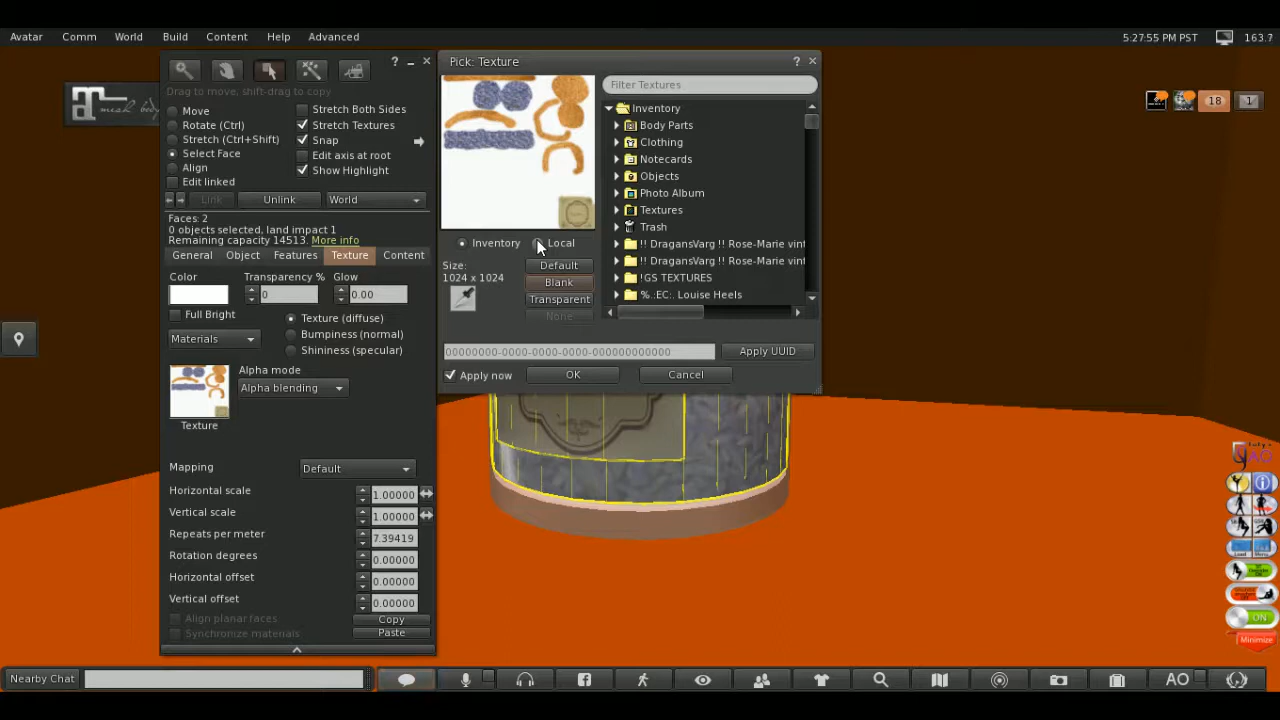 Avatar Comm World Build Content Help Advanced
5:27:55 PM PST
163.?
18
1
Drag to move, shift-drag to copy
Move
Rotate (Ctrl)
Stretch (Ctrl+Shift)
Select Face
Align
Edit linked
Stretch Both Sides
Stretch Textures
Snap
Edit axis at root
Show Highlight
Link
Unlink
World
Faces: 2
0 objects selected, land impact 1
Remaining capacity 14513. More info
General Object Features Texture Content
Color
Transparency %
Glow
0
0.00
Full Bright
Materials
Texture (diffuse)
Bumpiness (normal)
Shininess (specular)
Alpha mode
Alpha blending
Texture
Mapping
Default
Horizontal scale 1.00000
Vertical scale 1.00000
Repeats per meter 7.39419
Rotation degrees 0.00000
Horizontal offset 0.00000
Vertical offset 0.00000
Align planar faces
Synchronize materials
Copy
Paste
Pick: Texture
?
Filter Textures
Inventory
Body Parts
Clothing
Notecards
Objects
Photo Album
Textures
Trash
!! DragansVarg !! Rose-Marie vint
!! DragansVarg !! Rose-Marie vint
!GS TEXTURES
%.:EC:. Louise Heels
Inventory
Local
Size:
1024 x 1024
Default
Blank
Transparent
None
00000000-0000-0000-0000-000000000000
Apply UUID
Apply now
OK
Cancel
AO
ON
Minimize
Nearby Chat
AO